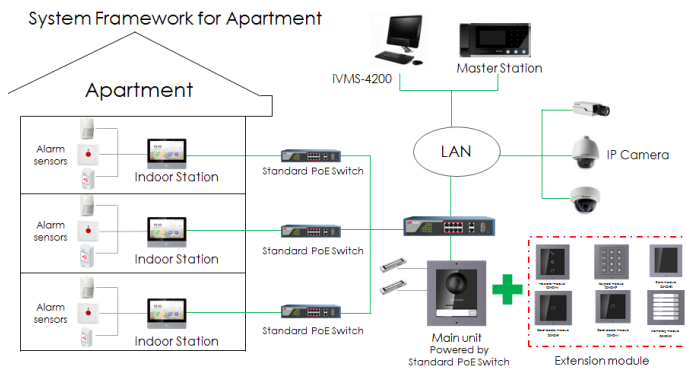 System Framework for Apartment
iVMS-4200
Master Station
Apartment
LAN
IP Camera
Alarm
sensors
Indoor Station
Standard PoE Switch
Alarm
sensors
Indoor Station
Standard PoE Switch
Alarm
sensors
Indoor Station
Standard PoE Switch
Main unit
Powered by
Standard PoE Switch
Extension module